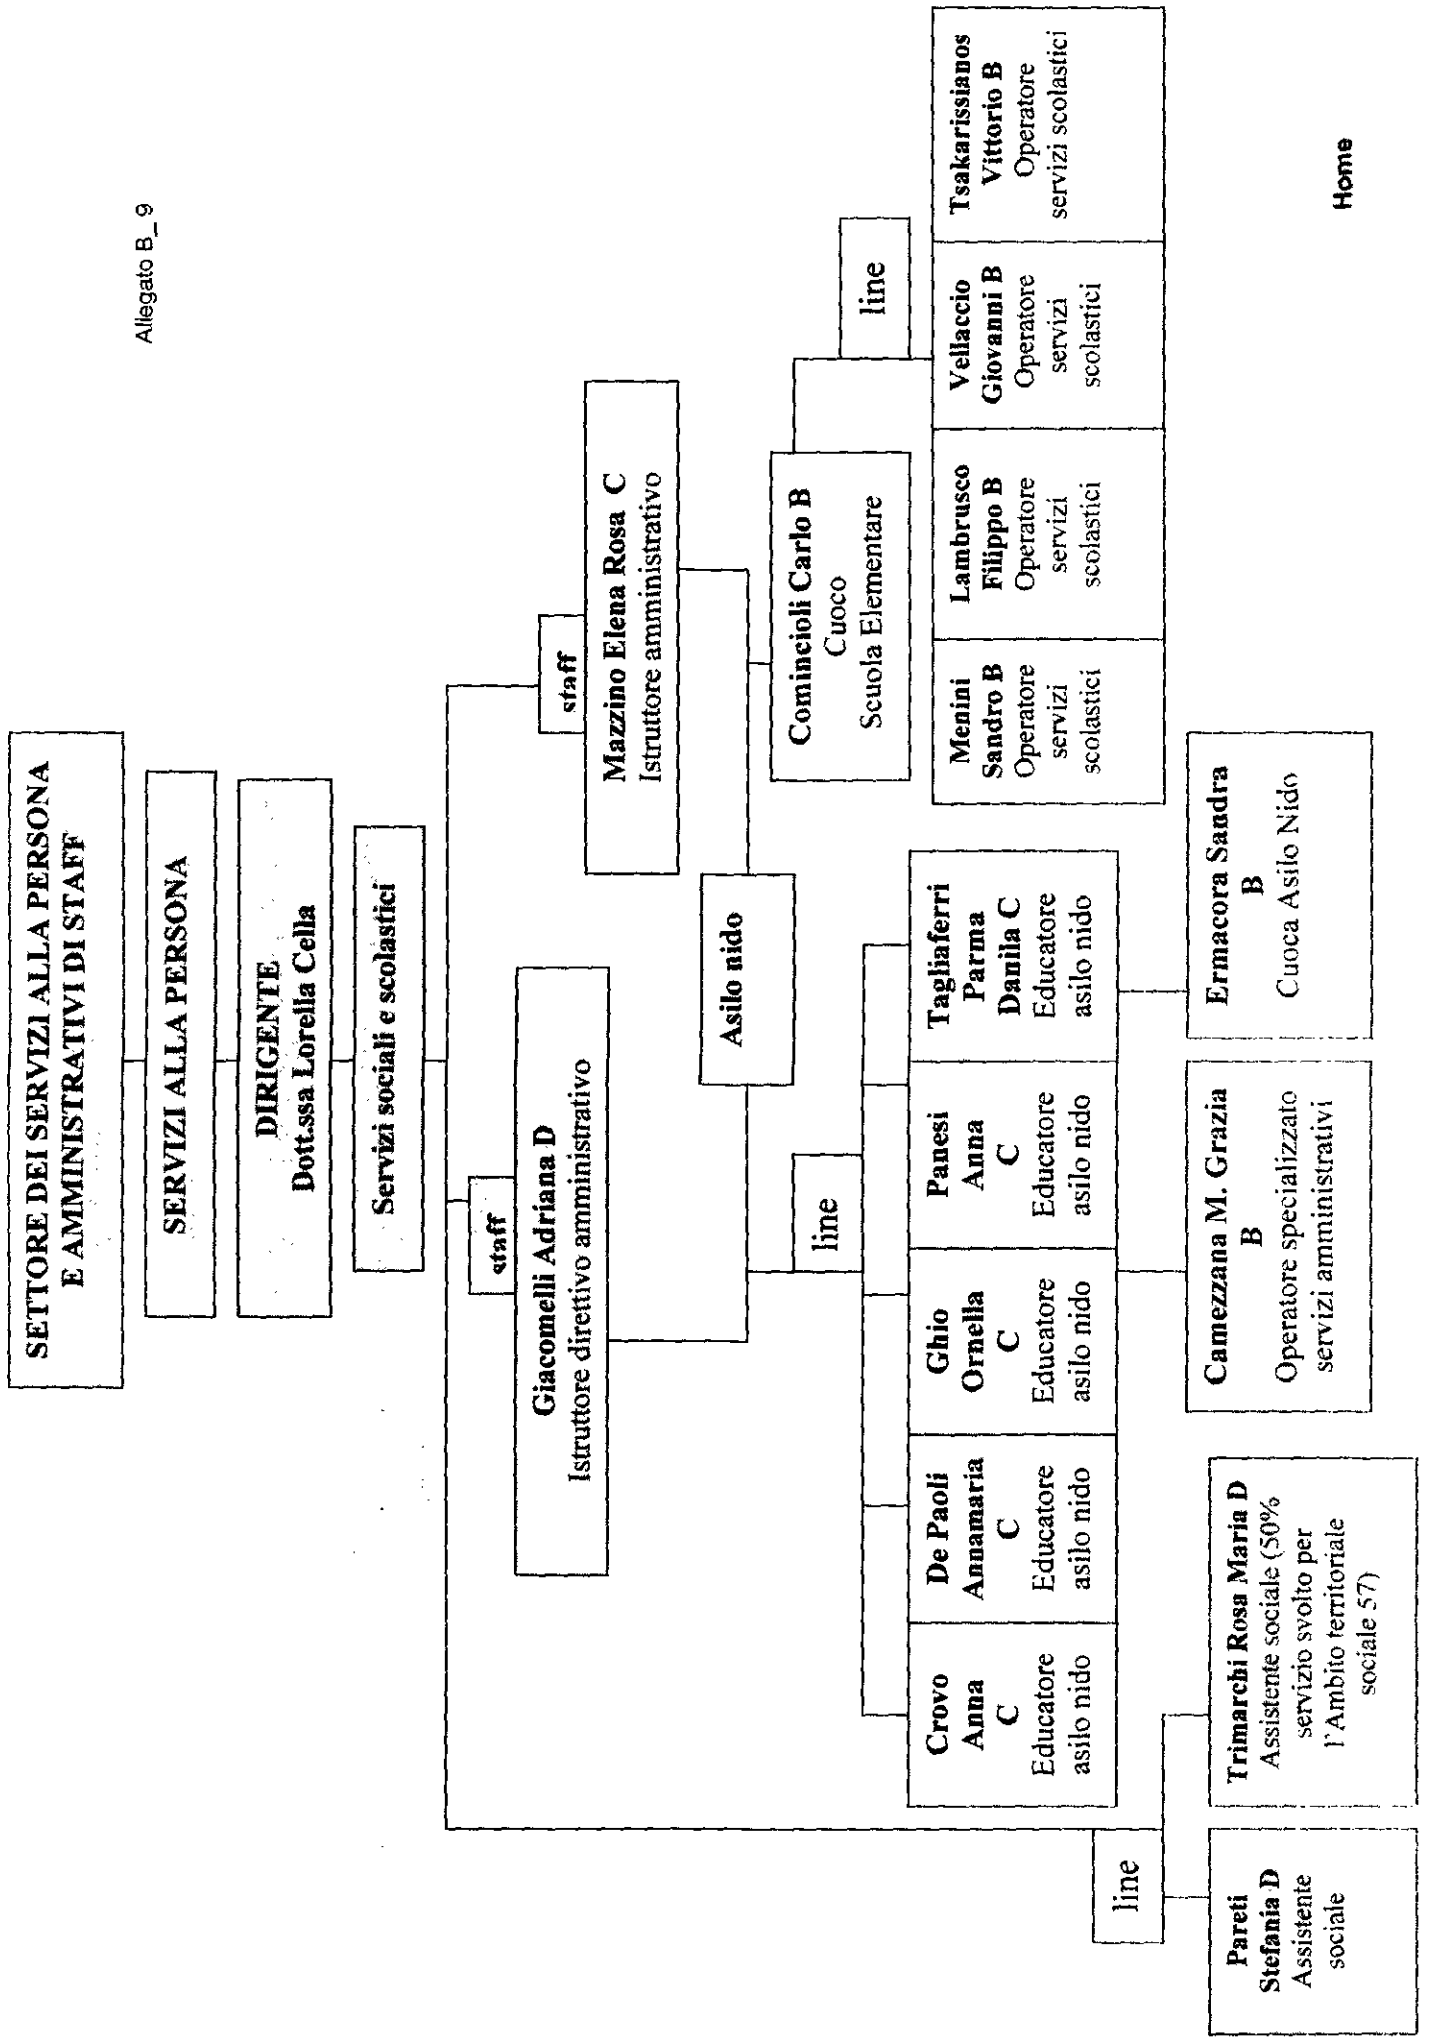 Allegato B_ 9
SETTORE DEI SERVIZI ALLA PERSONA
E AMMINISTRATIVI DI STAFF
SERVIZI ALLA PERSONA
DIRIGENTE
Dott.ssa Lorella Cella
Servizi sociali e scolastici
staff
Giacomelli Adriana D
Istruttore direttivo amministrativo
staff
Mazzino Elena Rosa C
Istruttore amministrativo
Asilo nido
Comincioli Carlo B
Cuoco
Scuola Elementare
line
line
Crovo
Anna
C
Educatore
asilo nido
De Paoli
Annamaria
C
Educatore
asilo nido
Ghio
Ornella
C
Educatore
asilo nido
Panesi
Anna
C
Educatore
asilo nido
Tagliaferri
Parma
Danila C
Educatore
asilo nido
Menini
Sandro B
Operatore
servizi
scolastici
Lambrusco
Filippo B
Operatore
servizi
scolastici
Vellaccio
Giovanni B
Operatore
servizi
scolastici
Tsakarissianos
Vittorio B
Operatore
servizi scolastici
line
Pareti
Stefania D
Assistente
sociale
Trimarchi Rosa Maria D
Assistente sociale (50%
servizio svolto per
l'Ambito territoriale
sociale 57)
Camezzana M. Grazia
B
Operatore specializzato
servizi amministrativi
Ermacora Sandra
B
Cuoca Asilo Nido
Home